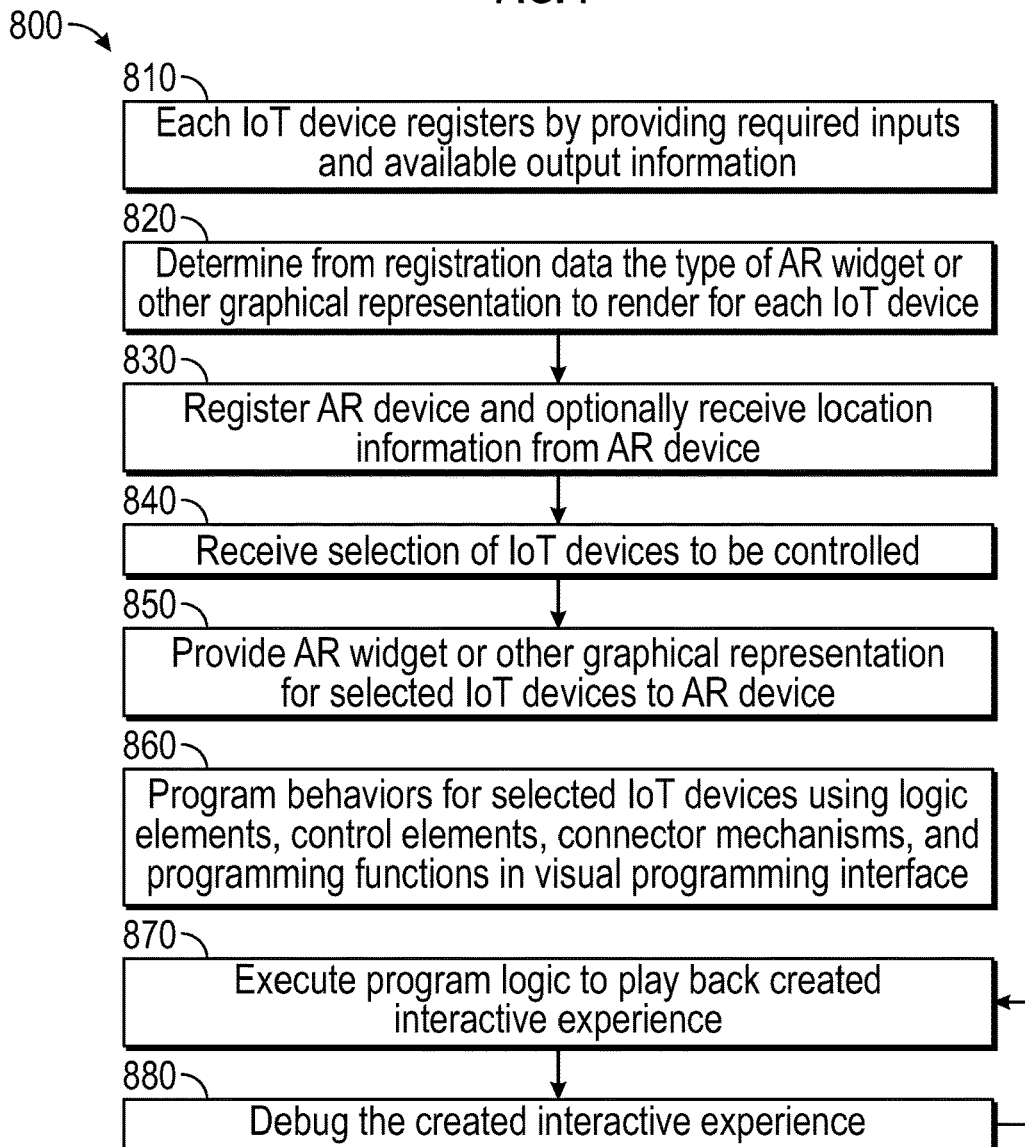 800
810
Each IoT device registers by providing required inputs
and available output information
820
Determine from registration data the type of AR widget or
other graphical representation to render for each IoT device
830
Register AR device and optionally receive location
information from AR device
840
Receive selection of IoT devices to be controlled
850
Provide AR widget or other graphical representation
for selected IoT devices to AR device
860
Program behaviors for selected IoT devices using logic
elements, control elements, connector mechanisms, and
programming functions in visual programming interface
870
Execute program logic to play back created
interactive experience
880
Debug the created interactive experience